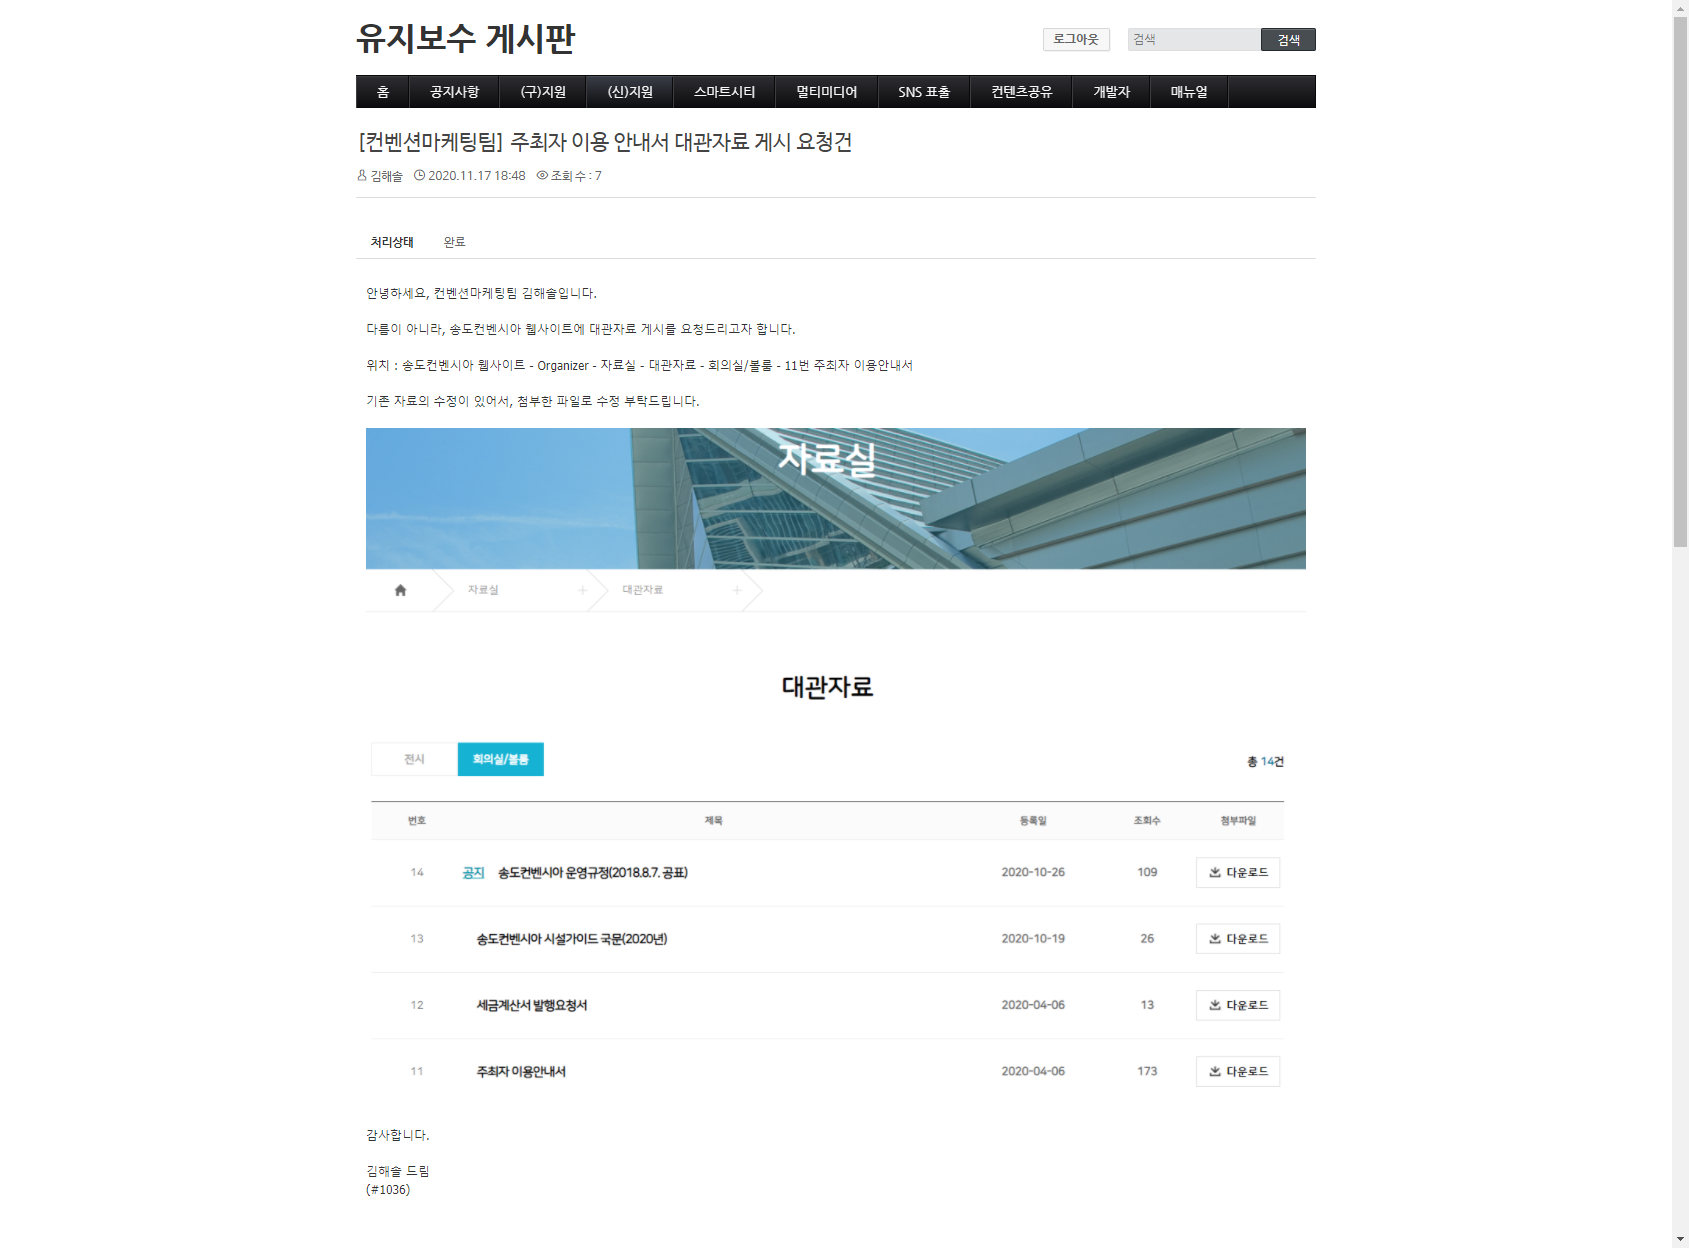 유지보수 게시판
로그아웃 검색 검색
홈 공지사항 (구)지원 (신)지원 스마트시티 멀티미디어 SNS 표출 컨텐츠공유 개발자 매뉴얼
[컨벤션마케팅팀] 주최자 이용 안내서 대관자료 게시 요청건
김해솔 2020.11.17 18:48 조회 수 : 7
처리상태 완료
안녕하세요, 컨벤션마케팅팀 김해솔입니다.
다름이 아니라, 송도컨벤시아 웹사이트에 대관자료 게시를 요청드리고자 합니다.
위치 : 송도컨벤시아 웹사이트 - Organizer - 자료실 - 대관자료 - 회의실/볼룸 - 11번 주최자 이용안내서
기존 자료의 수정이 있어서, 첨부한 파일로 수정 부탁드립니다.
자료실
자료실 + 대관자료 +
대관자료
전시 회의실/볼룸 총 14건
번호 제목 등록일 조회수 첨부파일
14 공지 송도컨벤시아 운영규정(2018.8.7. 공표) 2020-10-26 109 다운로드
13 송도컨벤시아 시설가이드 국문(2020년) 2020-10-19 26 다운로드
12 세금계산서 발행요청서 2020-04-06 13 다운로드
11 주최자 이용안내서 2020-04-06 173 다운로드
감사합니다.
김해솔 드림
(#1036)